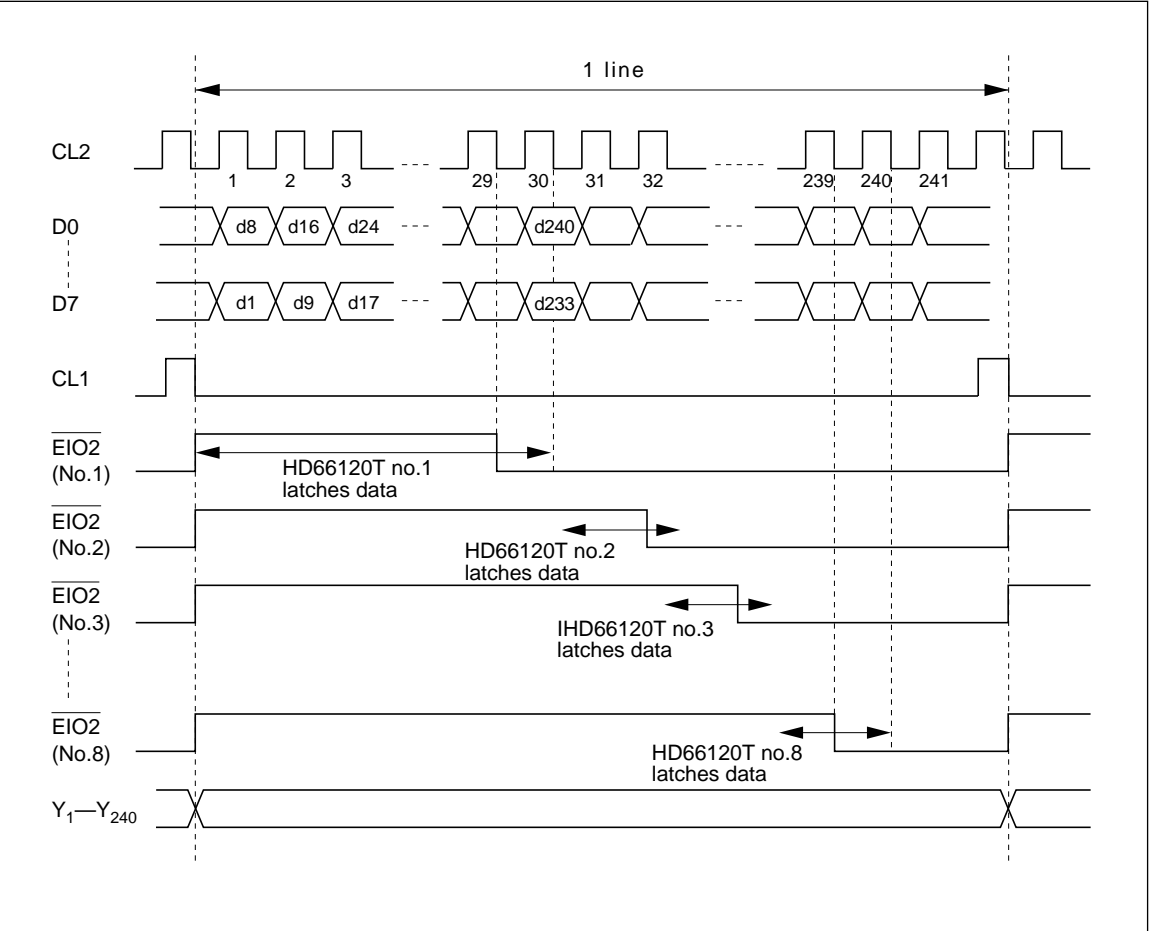 1 line
CL2
1 2 3 29 30 31 32 239 240 241
D0 d8 d16 d24 d240
D7 d1 d9 d17 d233
CL1
EIO2
(No.1)
HD66120T no.1
latches data
EIO2
(No.2)
HD66120T no.2
latches data
EIO2
(No.3)
IHD66120T no.3
latches data
EIO2
(No.8)
HD66120T no.8
latches data
Y1—Y240